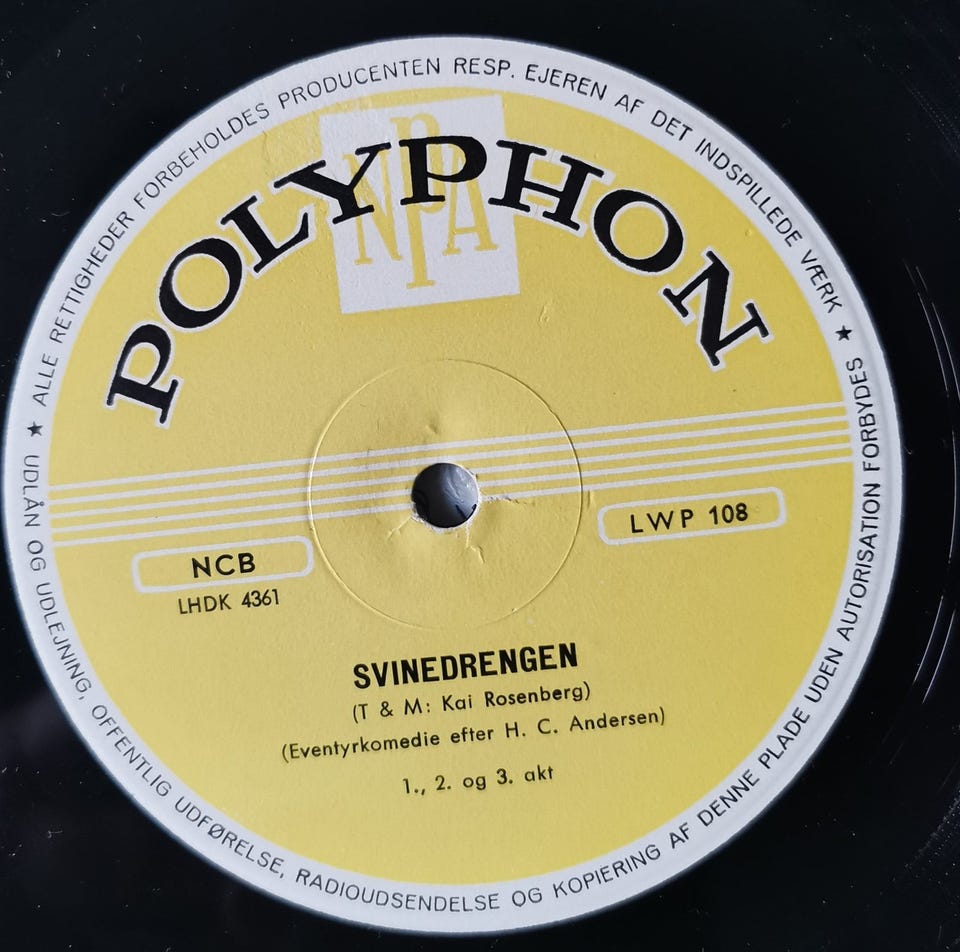 ALLE RETTIGHEDER FORBEHOLDES PRODUCENTEN RESP. EJEREN AF DET INDSPILLEDE VÆRK ★
NPPA
POLYPHON
NCB
LHDK 4361
LWP 108
SVINEDRENGEN
(T & M: Kai Rosenberg)
(Eventyrkomedie efter H. C. Andersen)
1., 2. og 3. akt
★ UDLÅN OG UDLEJNING, OFFENTLIG UDFØRELSE, RADIOUDSENDELSE OG KOPIERING AF DENNE PLADE UDEN AUTORISATION FORBYDES